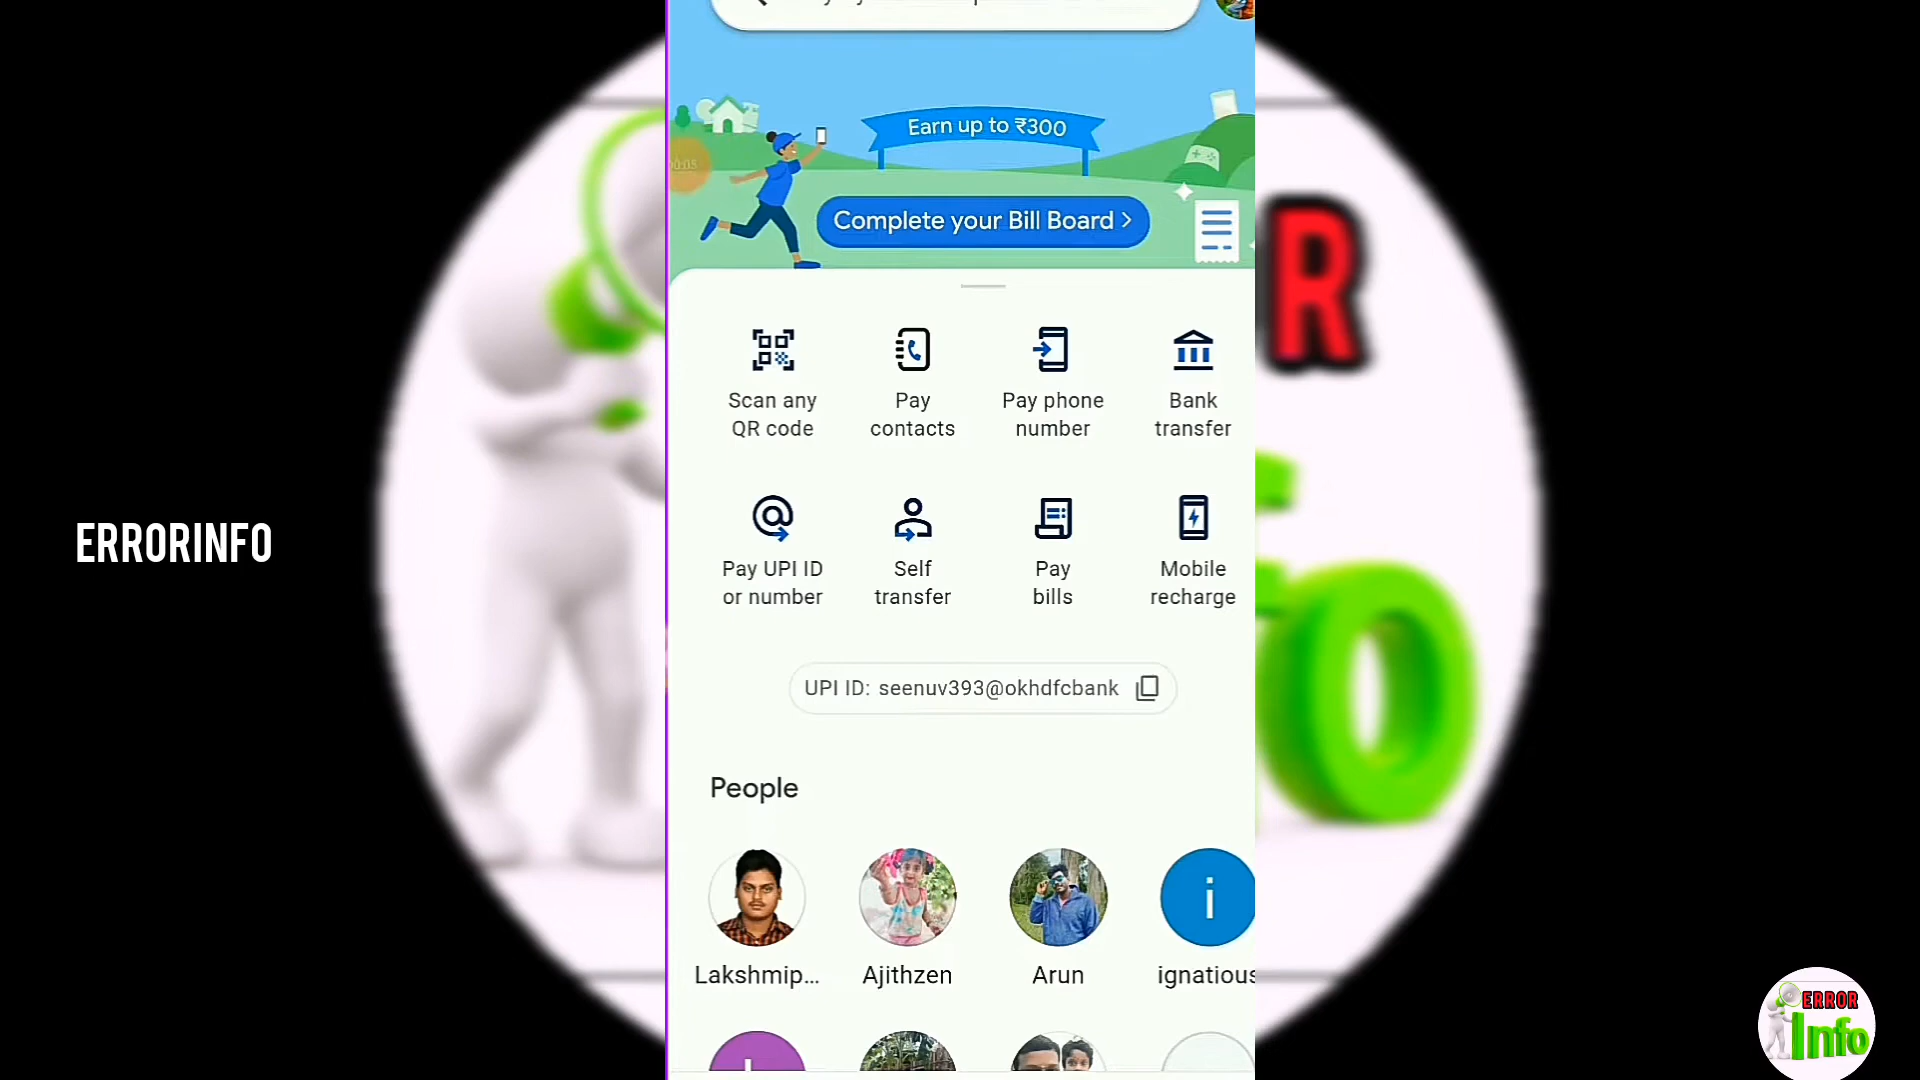 Earn up to ₹300
Complete your Bill Board >
Scan any
QR code
Pay
contacts
Pay phone
number
Bank
transfer
Pay UPI ID
or number
Self
transfer
Pay
bills
Mobile
recharge
UPI ID: seenuv393@okhdfcbank
People
Lakshmip...
Ajithzen
Arun
ignatious
i
ERRORINFO
R
ERROR
Info